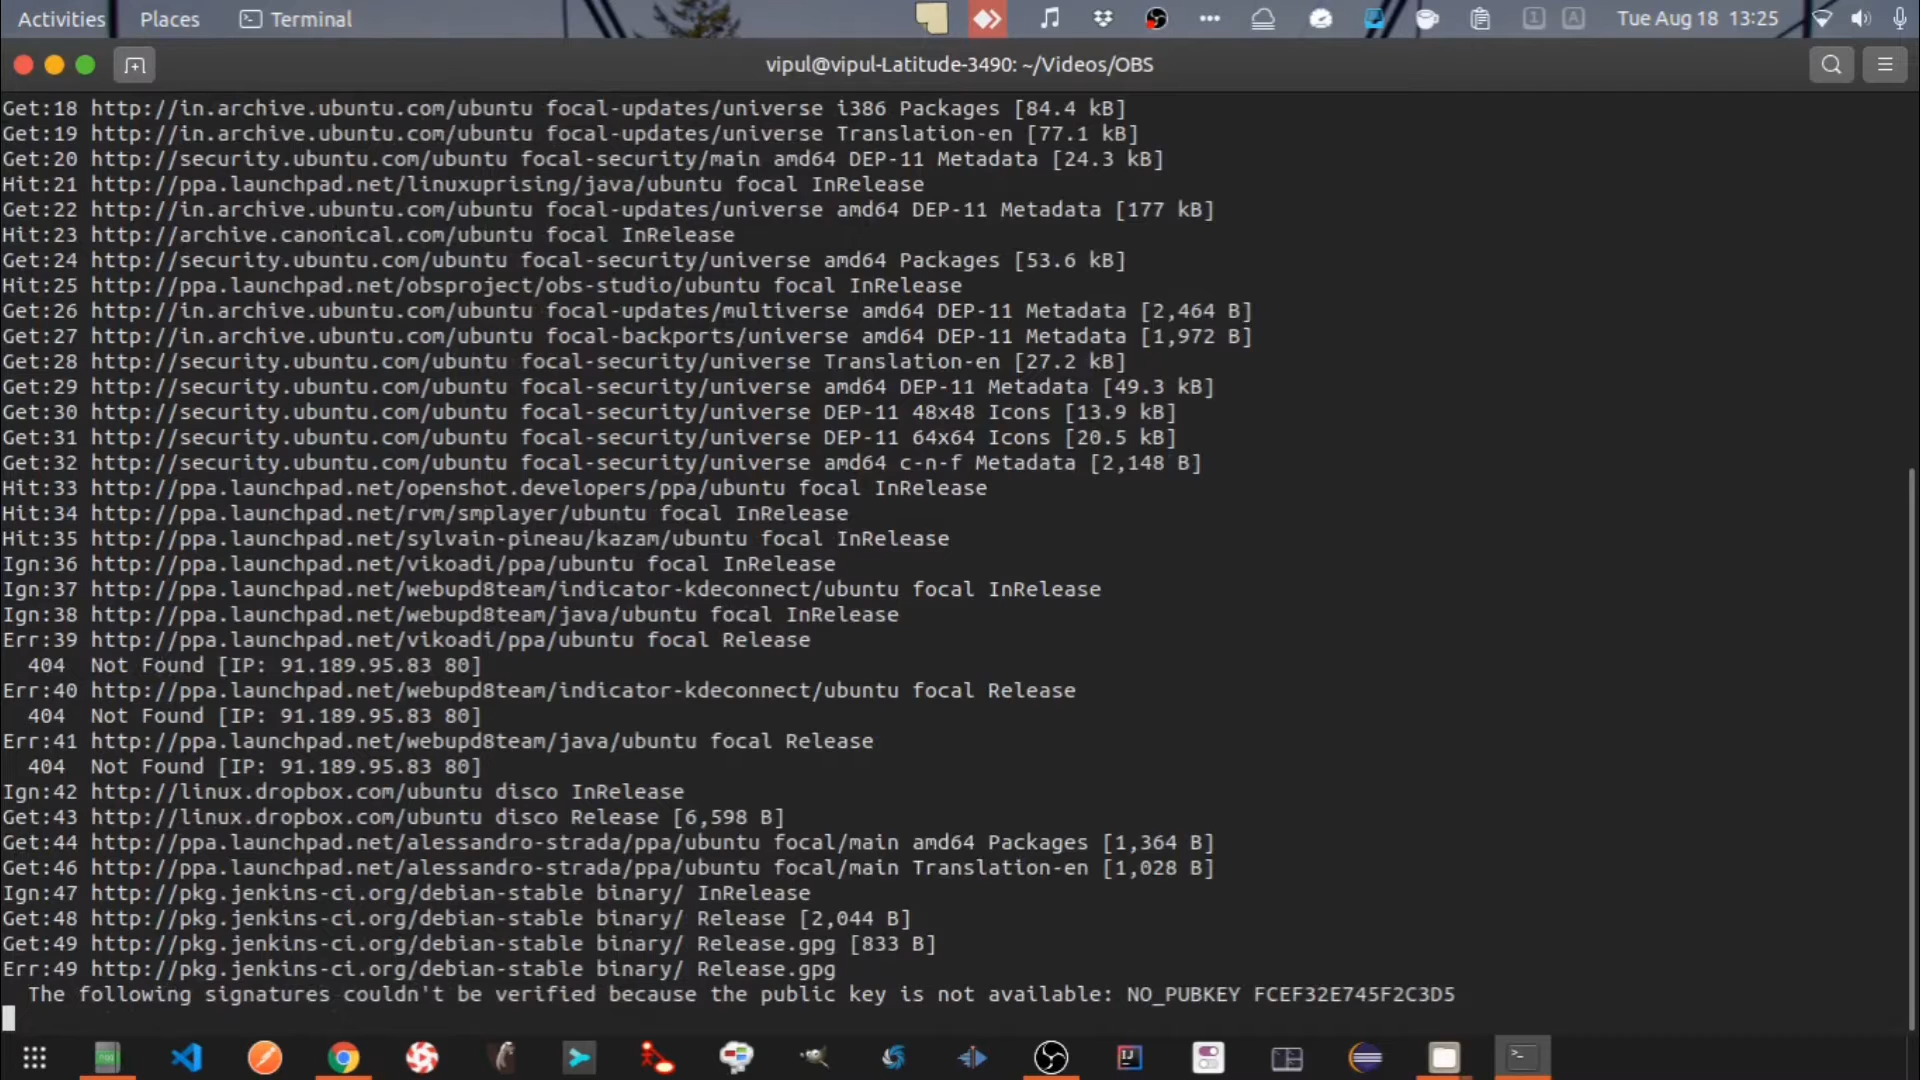 Activities Places Terminal Tue Aug 18 13:25
vipul@vipul-Latitude-3490: ~/Videos/OBS
Get:18 http://in.archive.ubuntu.com/ubuntu focal-updates/universe i386 Packages [84.4 kB]
Get:19 http://in.archive.ubuntu.com/ubuntu focal-updates/universe Translation-en [77.1 kB]
Get:20 http://security.ubuntu.com/ubuntu focal-security/main amd64 DEP-11 Metadata [24.3 kB]
Hit:21 http://ppa.launchpad.net/linuxuprising/java/ubuntu focal InRelease
Get:22 http://in.archive.ubuntu.com/ubuntu focal-updates/universe amd64 DEP-11 Metadata [177 kB]
Hit:23 http://archive.canonical.com/ubuntu focal InRelease
Get:24 http://security.ubuntu.com/ubuntu focal-security/universe amd64 Packages [53.6 kB]
Hit:25 http://ppa.launchpad.net/obsproject/obs-studio/ubuntu focal InRelease
Get:26 http://in.archive.ubuntu.com/ubuntu focal-updates/multiverse amd64 DEP-11 Metadata [2,464 B]
Get:27 http://in.archive.ubuntu.com/ubuntu focal-backports/universe amd64 DEP-11 Metadata [1,972 B]
Get:28 http://security.ubuntu.com/ubuntu focal-security/universe Translation-en [27.2 kB]
Get:29 http://security.ubuntu.com/ubuntu focal-security/universe amd64 DEP-11 Metadata [49.3 kB]
Get:30 http://security.ubuntu.com/ubuntu focal-security/universe DEP-11 48x48 Icons [13.9 kB]
Get:31 http://security.ubuntu.com/ubuntu focal-security/universe DEP-11 64x64 Icons [20.5 kB]
Get:32 http://security.ubuntu.com/ubuntu focal-security/universe amd64 c-n-f Metadata [2,148 B]
Hit:33 http://ppa.launchpad.net/openshot.developers/ppa/ubuntu focal InRelease
Hit:34 http://ppa.launchpad.net/rvm/smplayer/ubuntu focal InRelease
Hit:35 http://ppa.launchpad.net/sylvain-pineau/kazam/ubuntu focal InRelease
Ign:36 http://ppa.launchpad.net/vikoadi/ppa/ubuntu focal InRelease
Ign:37 http://ppa.launchpad.net/webupd8team/indicator-kdeconnect/ubuntu focal InRelease
Ign:38 http://ppa.launchpad.net/webupd8team/java/ubuntu focal InRelease
Err:39 http://ppa.launchpad.net/vikoadi/ppa/ubuntu focal Release
404 Not Found [IP: 91.189.95.83 80]
Err:40 http://ppa.launchpad.net/webupd8team/indicator-kdeconnect/ubuntu focal Release
404 Not Found [IP: 91.189.95.83 80]
Err:41 http://ppa.launchpad.net/webupd8team/java/ubuntu focal Release
404 Not Found [IP: 91.189.95.83 80]
Ign:42 http://linux.dropbox.com/ubuntu disco InRelease
Get:43 http://linux.dropbox.com/ubuntu disco Release [6,598 B]
Get:44 http://ppa.launchpad.net/alessandro-strada/ppa/ubuntu focal/main amd64 Packages [1,364 B]
Get:46 http://ppa.launchpad.net/alessandro-strada/ppa/ubuntu focal/main Translation-en [1,028 B]
Ign:47 http://pkg.jenkins-ci.org/debian-stable binary/ InRelease
Get:48 http://pkg.jenkins-ci.org/debian-stable binary/ Release [2,044 B]
Get:49 http://pkg.jenkins-ci.org/debian-stable binary/ Release.gpg [833 B]
Err:49 http://pkg.jenkins-ci.org/debian-stable binary/ Release.gpg
The following signatures couldn't be verified because the public key is not available: NO_PUBKEY FCEF32E745F2C3D5